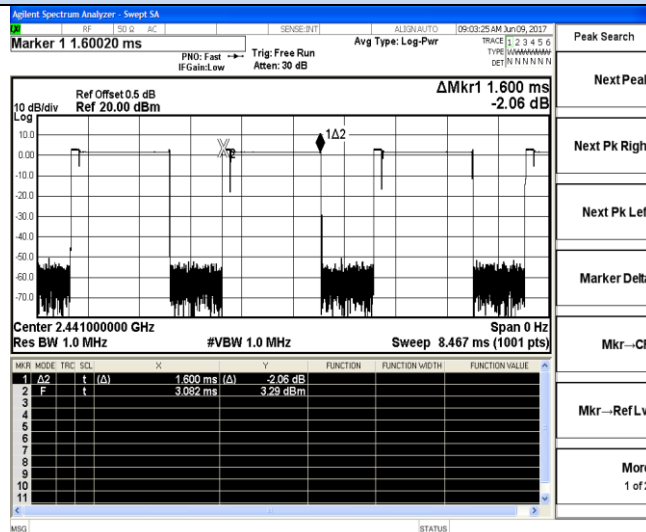 Agilent Spectrum Analyzer - Swept SA
RF 50 Ω AC SENSE:INT ALIGNAUTO 09:03:25 AM Jun 09, 2017
Marker 1 1.60020 ms
PNO: Fast
IFGain:Low
Trig: Free Run
Atten: 30 dB
Avg Type: Log-Pwr
TRACE 1 2 3 4 5 6
TYPE
DET N N N N N N
Peak Search
Next Peak
Next Pk Righ
Next Pk Left
Marker Delta
Mkr→CF
Mkr→Ref Lv
More
1 of 2
10 dB/div
Log
Ref Offset 0.5 dB
Ref 20.00 dBm
ΔMkr1 1.600 ms
-2.06 dB
10.0
0.00
-10.0
-20.0
-30.0
-40.0
-50.0
-60.0
-70.0
1Δ2
Center 2.441000000 GHz
Span 0 Hz
Res BW 1.0 MHz
#VBW 1.0 MHz
Sweep 8.467 ms (1001 pts)
MKR MODE TRC SCL X Y FUNCTION FUNCTION WIDTH FUNCTION VALUE
1 Δ2 t (Δ) 1.600 ms (Δ) -2.06 dB
2 F t 3.082 ms 3.29 dBm
3
4
5
6
7
8
9
10
11
MSG
STATUS